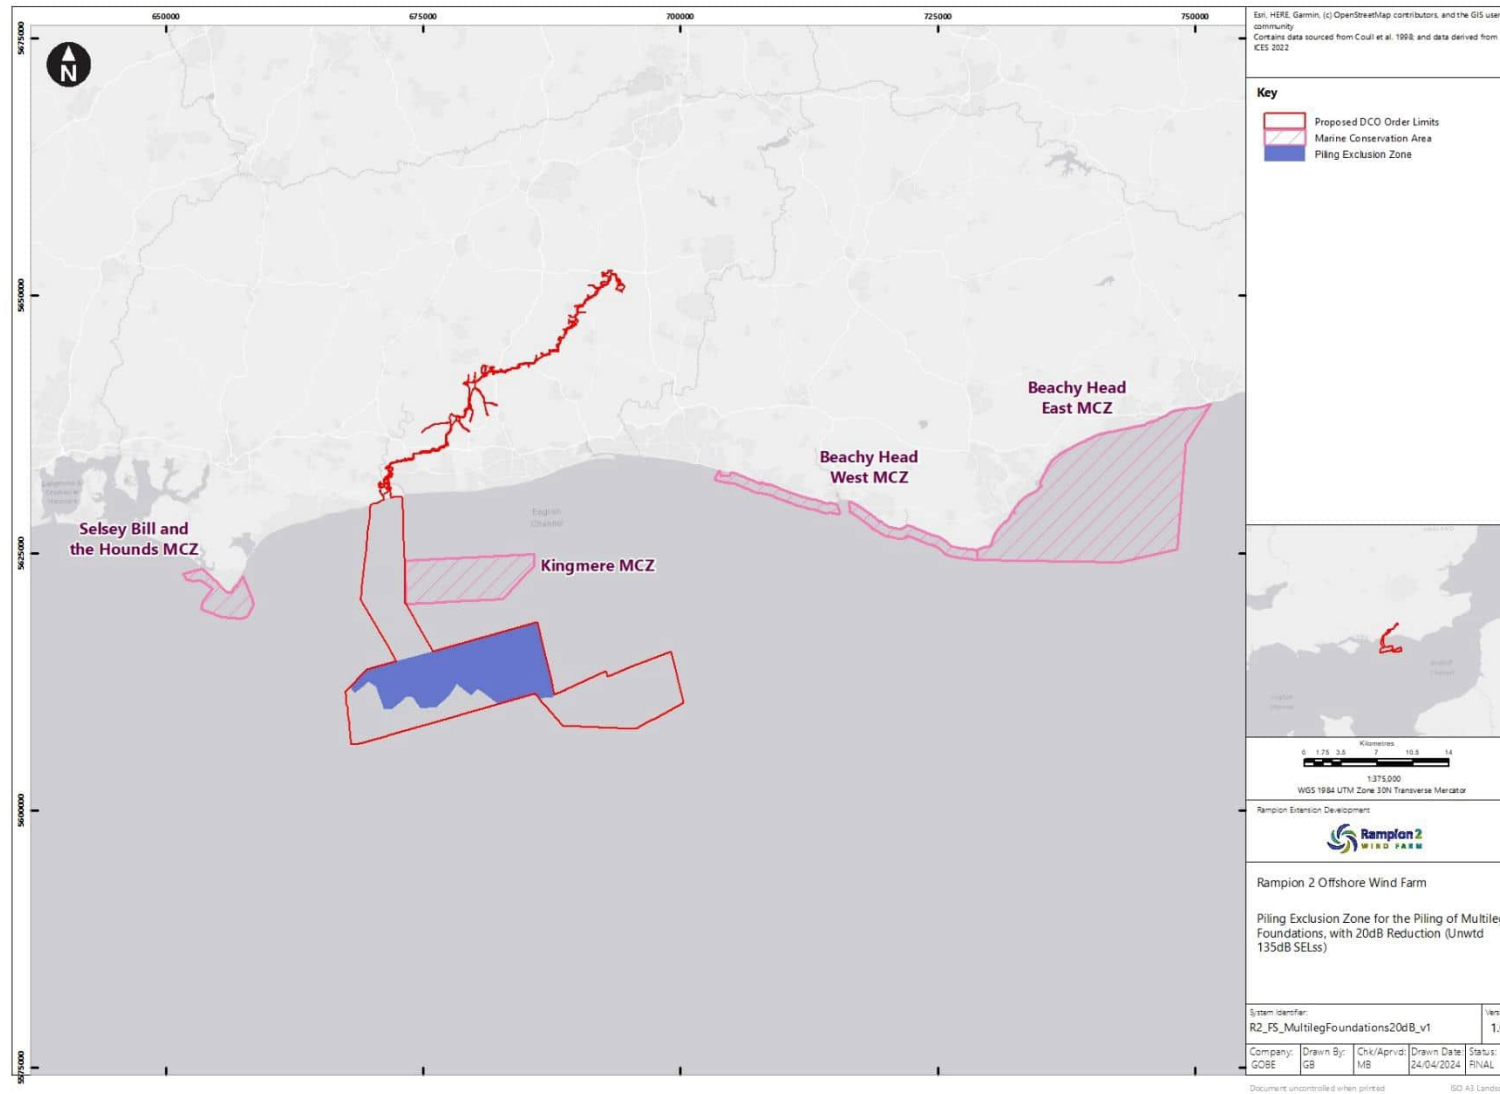 650000
675000
700000
725000
750000
5675000
5650000
5625000
5600000
5575000
N
Beachy Head
East MCZ
Beachy Head
West MCZ
Selsey Bill and
the Hounds MCZ
English
Channel
Kingmere MCZ
Esri, HERE, Garmin, (c) OpenStreetMap contributors, and the GIS user
community
Contains data sourced from Coull et al. 1998; and data derived from
ICES 2022
Key
Proposed DCO Order Limits
Marine Conservation Area
Piling Exclusion Zone
Kilometres
0 1.75 3.5 7 10.5 14
1:375,000
WGS 1984 UTM Zone 30N Transverse Mercator
Rampion Extension Development
Rampion 2
WIND FARM
Rampion 2 Offshore Wind Farm
Piling Exclusion Zone for the Piling of Multileg
Foundations, with 20dB Reduction (Unwtd
135dB SELss)
System Identifier:
R2_FS_MultilegFoundations20dB_v1
Company: Drawn By: Chk/Aprvd: Drawn Date: Status:
GOBE GB MB 24/04/2024 FINAL
Document uncontrolled when printed
ISO A3